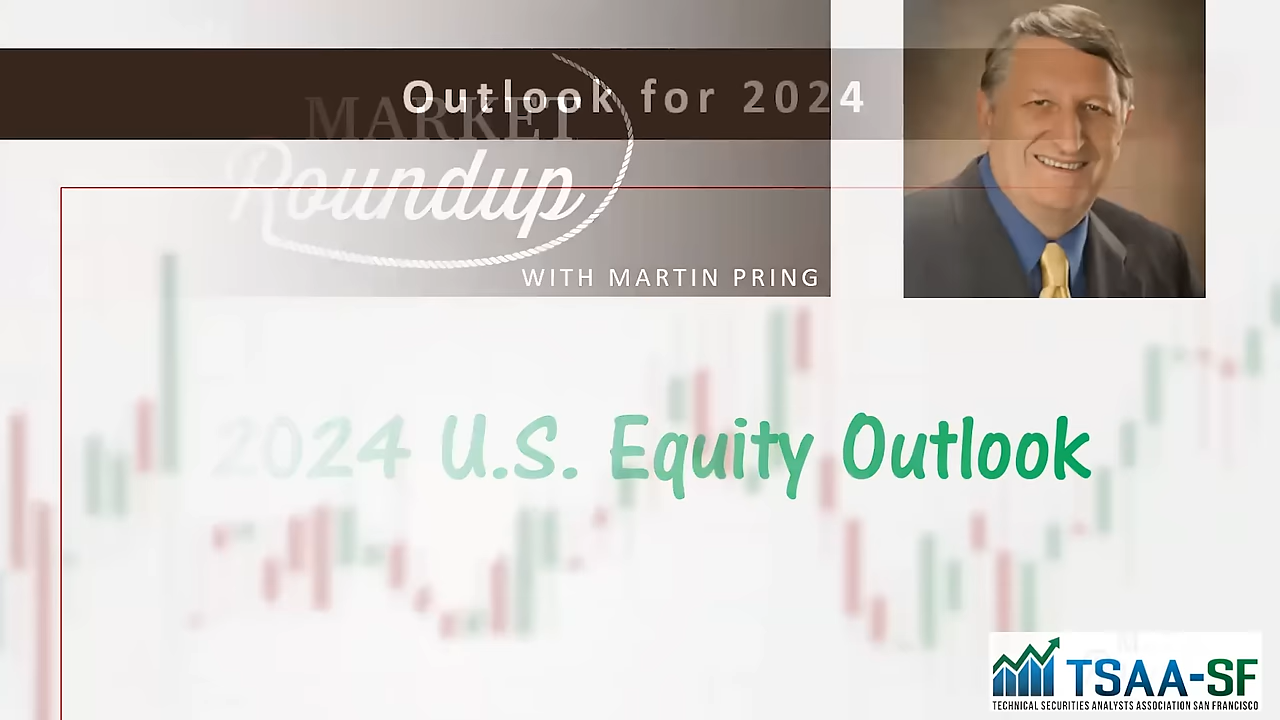 Outlook for 2024
MARKET
Roundup
WITH MARTIN PRING
2024 U.S. Equity Outlook
TSAA-SF
TECHNICAL SECURITIES ANALYSTS ASSOCIATION SAN FRANCISCO